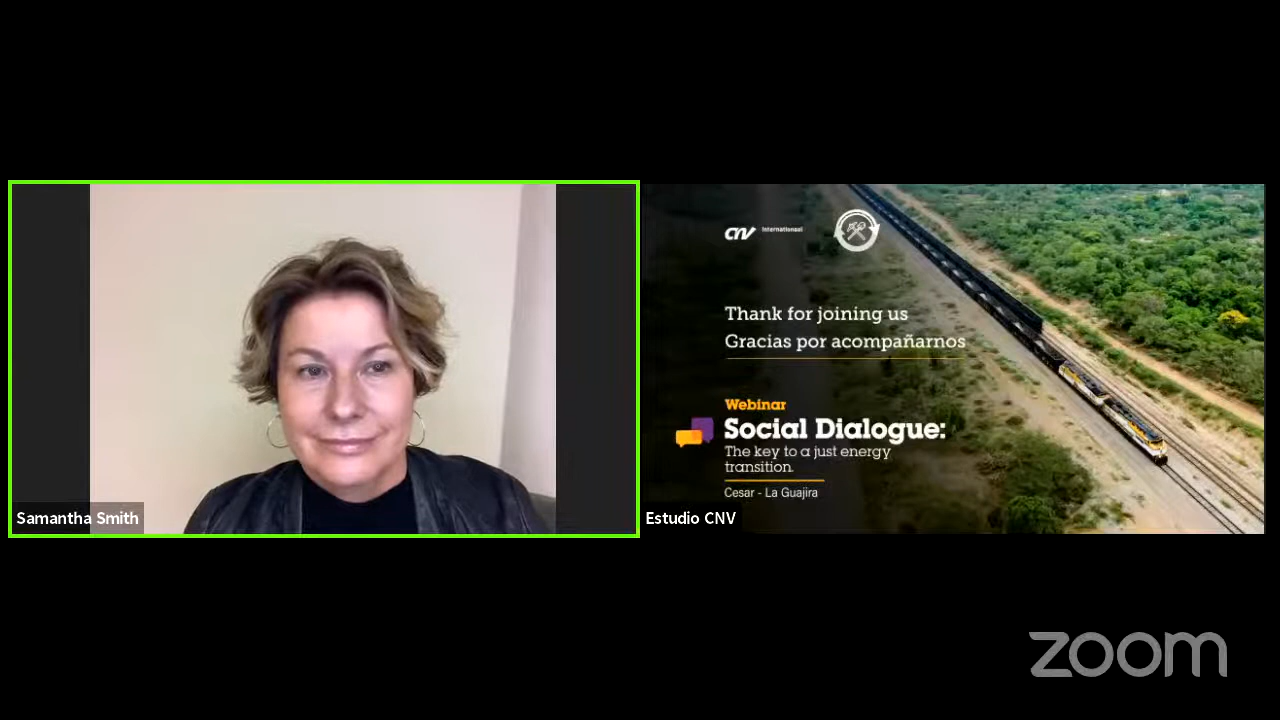 Samantha Smith
CNV Internationaal
Thank for joining us
Gracias por acompañarnos
Webinar
Social Dialogue:
The key to a just energy
transition.
Cesar - La Guajira
Estudio CNV
zoom